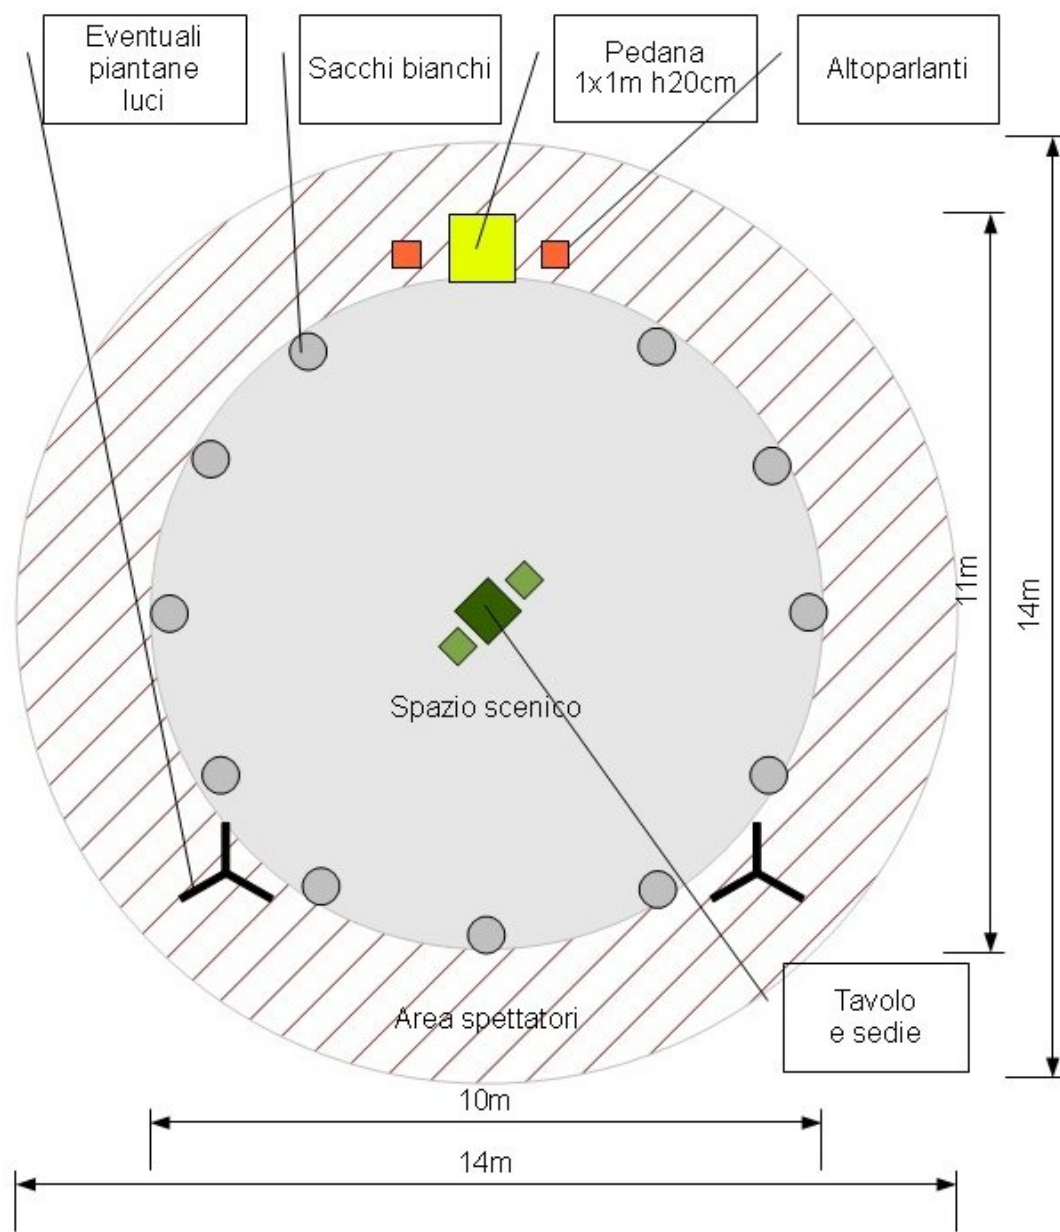 Eventuali
piantane
luci
Sacchi bianchi
Pedana
1x1m h20cm
Altoparlanti
11m
14m
Spazio scenico
Area spettatori
Tavolo
e sedie
10m
14m